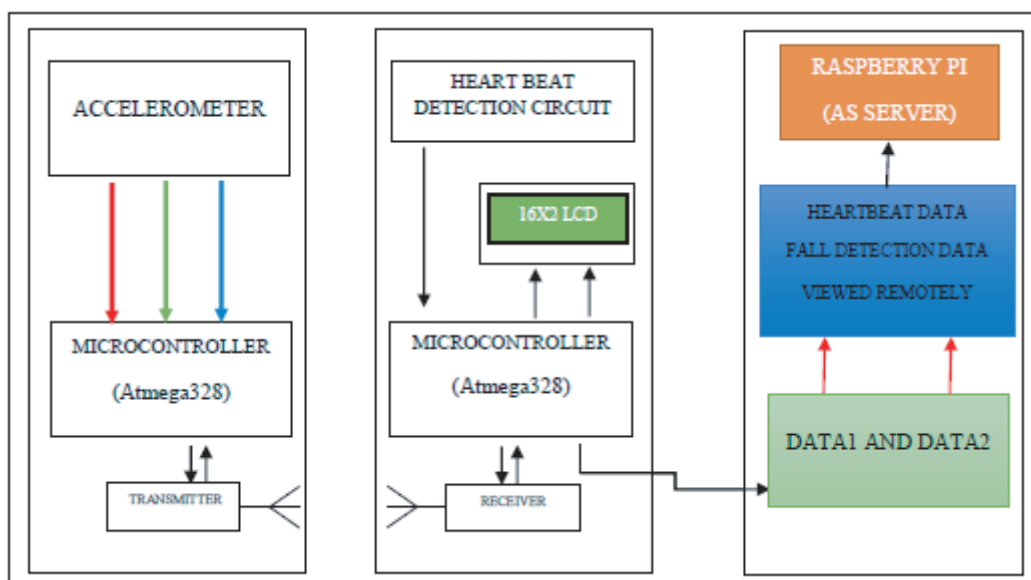 ACCELEROMETER
MICROCONTROLLER
(Atmega328)
TRANSMITTER
HEART BEAT
DETECTION CIRCUIT
16X2 LCD
MICROCONTROLLER
(Atmega328)
RECEIVER
RASPBERRY PI
(AS SERVER)
HEARTBEAT DATA
FALL DETECTION DATA
VIEWED REMOTELY
DATA1 AND DATA2